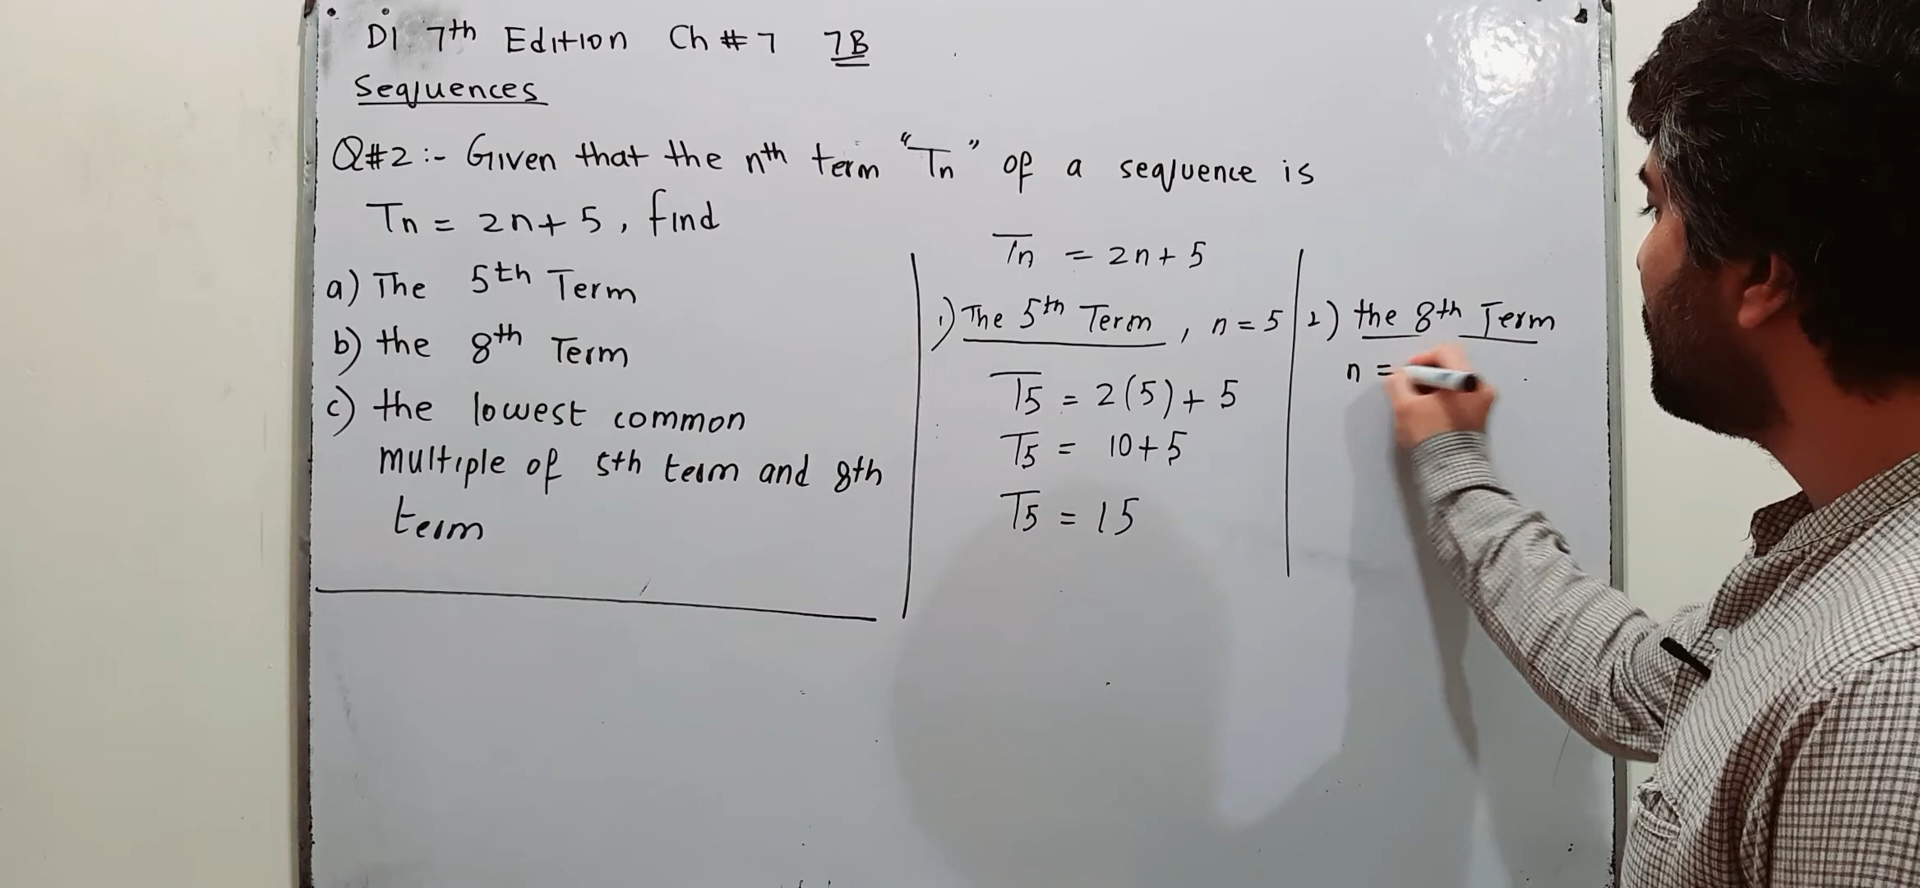 D1 7th Edition Ch # 7 7B
Sequences
Q#2 :- Given that the nth term "Tn" of a sequence is
Tn = 2n + 5, find
a) The 5th Term
b) the 8th Term
c) the lowest common
multiple of 5th term and 8th
term
Tn = 2n + 5
1) The 5th Term, n = 5
T5 = 2(5) + 5
T5 = 10 + 5
T5 = 15
2) the 8th Term
n =